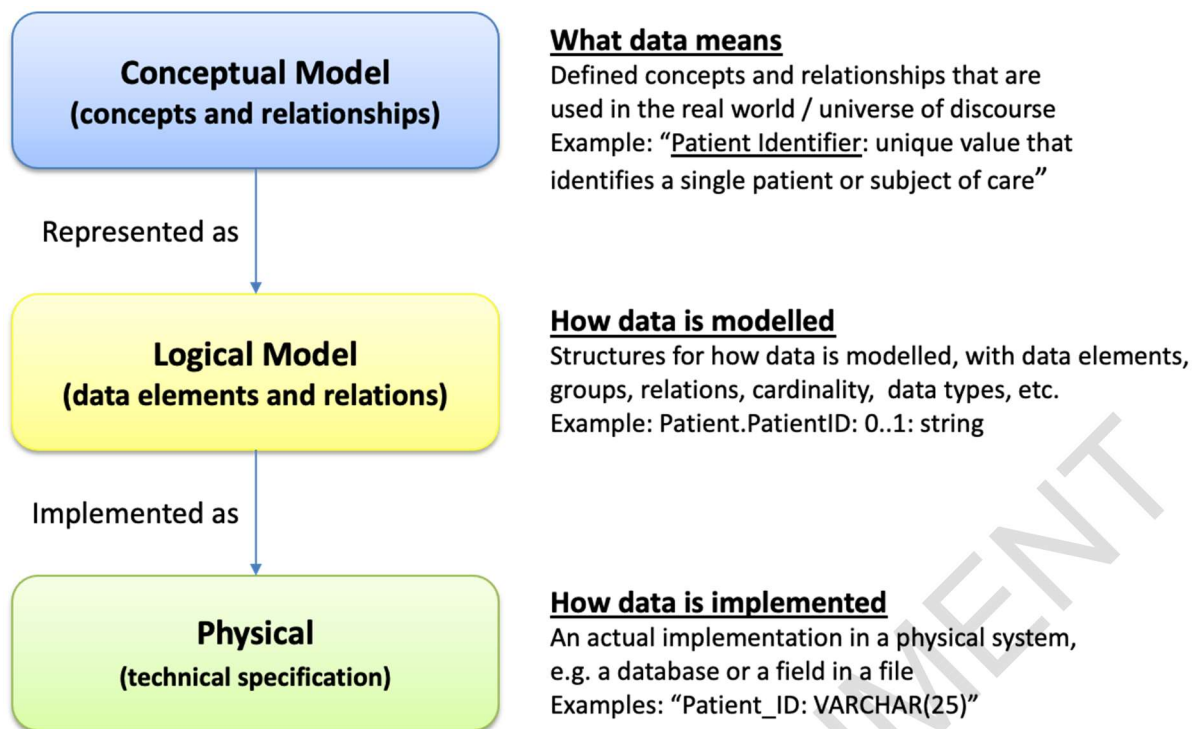 Conceptual Model
(concepts and relationships)
What data means
Defined concepts and relationships that are
used in the real world / universe of discourse
Example: “Patient Identifier: unique value that
identifies a single patient or subject of care”
Represented as
Logical Model
(data elements and relations)
How data is modelled
Structures for how data is modelled, with data elements,
groups, relations, cardinality, data types, etc.
Example: Patient.PatientID: 0..1: string
Implemented as
Physical
(technical specification)
How data is implemented
An actual implementation in a physical system,
e.g. a database or a field in a file
Examples: “Patient_ID: VARCHAR(25)”